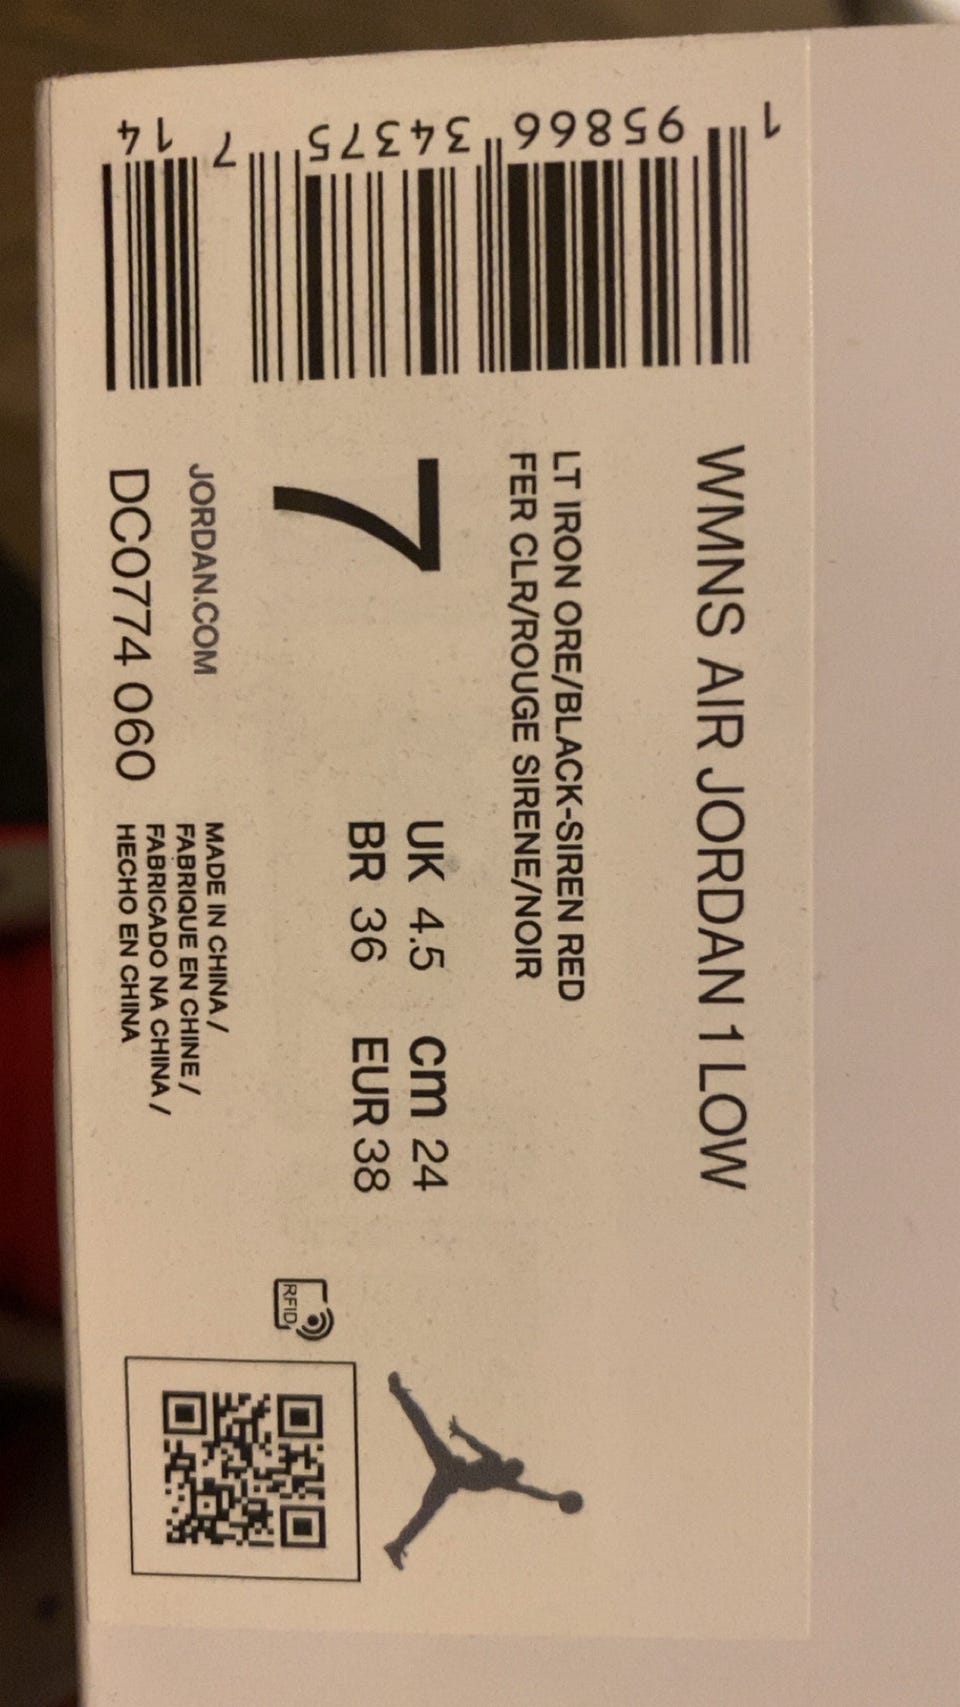 WMNS AIR JORDAN 1 LOW
LT IRON ORE/BLACK-SIREN RED
FER CLR/ROUGE SIRENE/NOIR
7
UK 4.5 cm 24
BR 36 EUR 38
JORDAN.COM
DC0774 060
MADE IN CHINA /
FABRIQUE EN CHINE /
FABRICADO NA CHINA /
HECHO EN CHINA
RFID
1 95866 34375 7 14